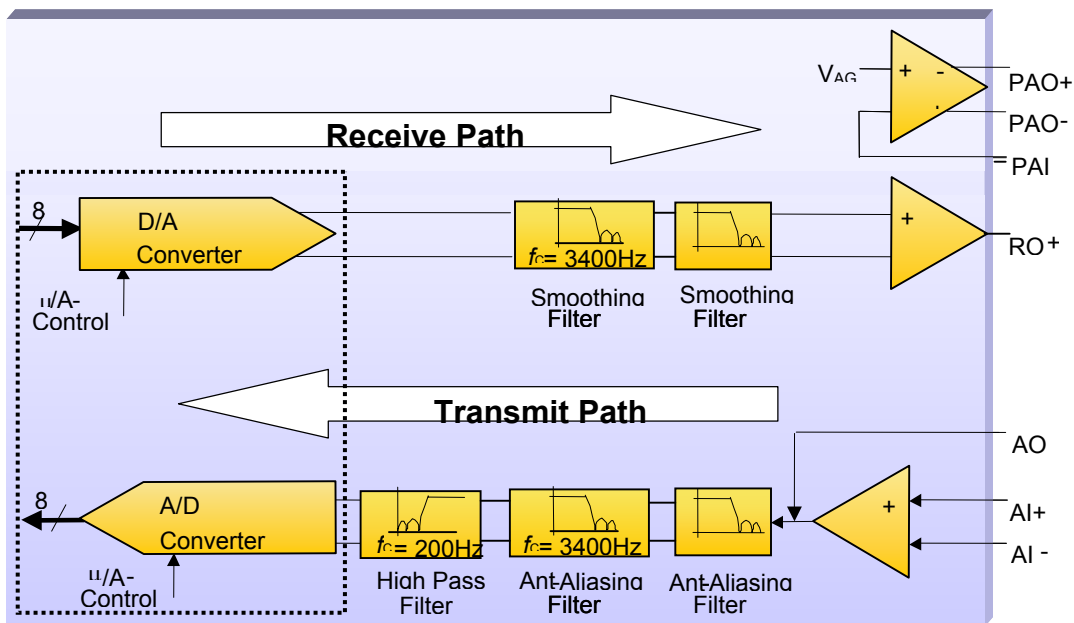 VAG
+ -
PAO+
PAO-
PAI
Receive Path
8
D/A
Converter
μ/A-
Control
fC= 3400Hz
Smoothing
Filter
Smoothing
Filter
+
RO+
Transmit Path
AO
8
A/D
Converter
μ/A-
Control
fC= 200Hz
High Pass
Filter
fC= 3400Hz
Ant-Aliasing
Filter
Ant-Aliasing
Filter
+
AI+
AI -